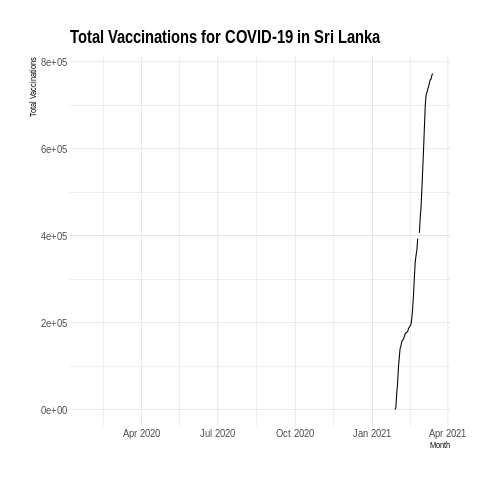 Total Vaccinations for COVID-19 in Sri Lanka
Total Vaccinations
8e+05
6e+05
4e+05
2e+05
0e+00
Apr 2020 Jul 2020 Oct 2020 Jan 2021 Apr 2021
Month